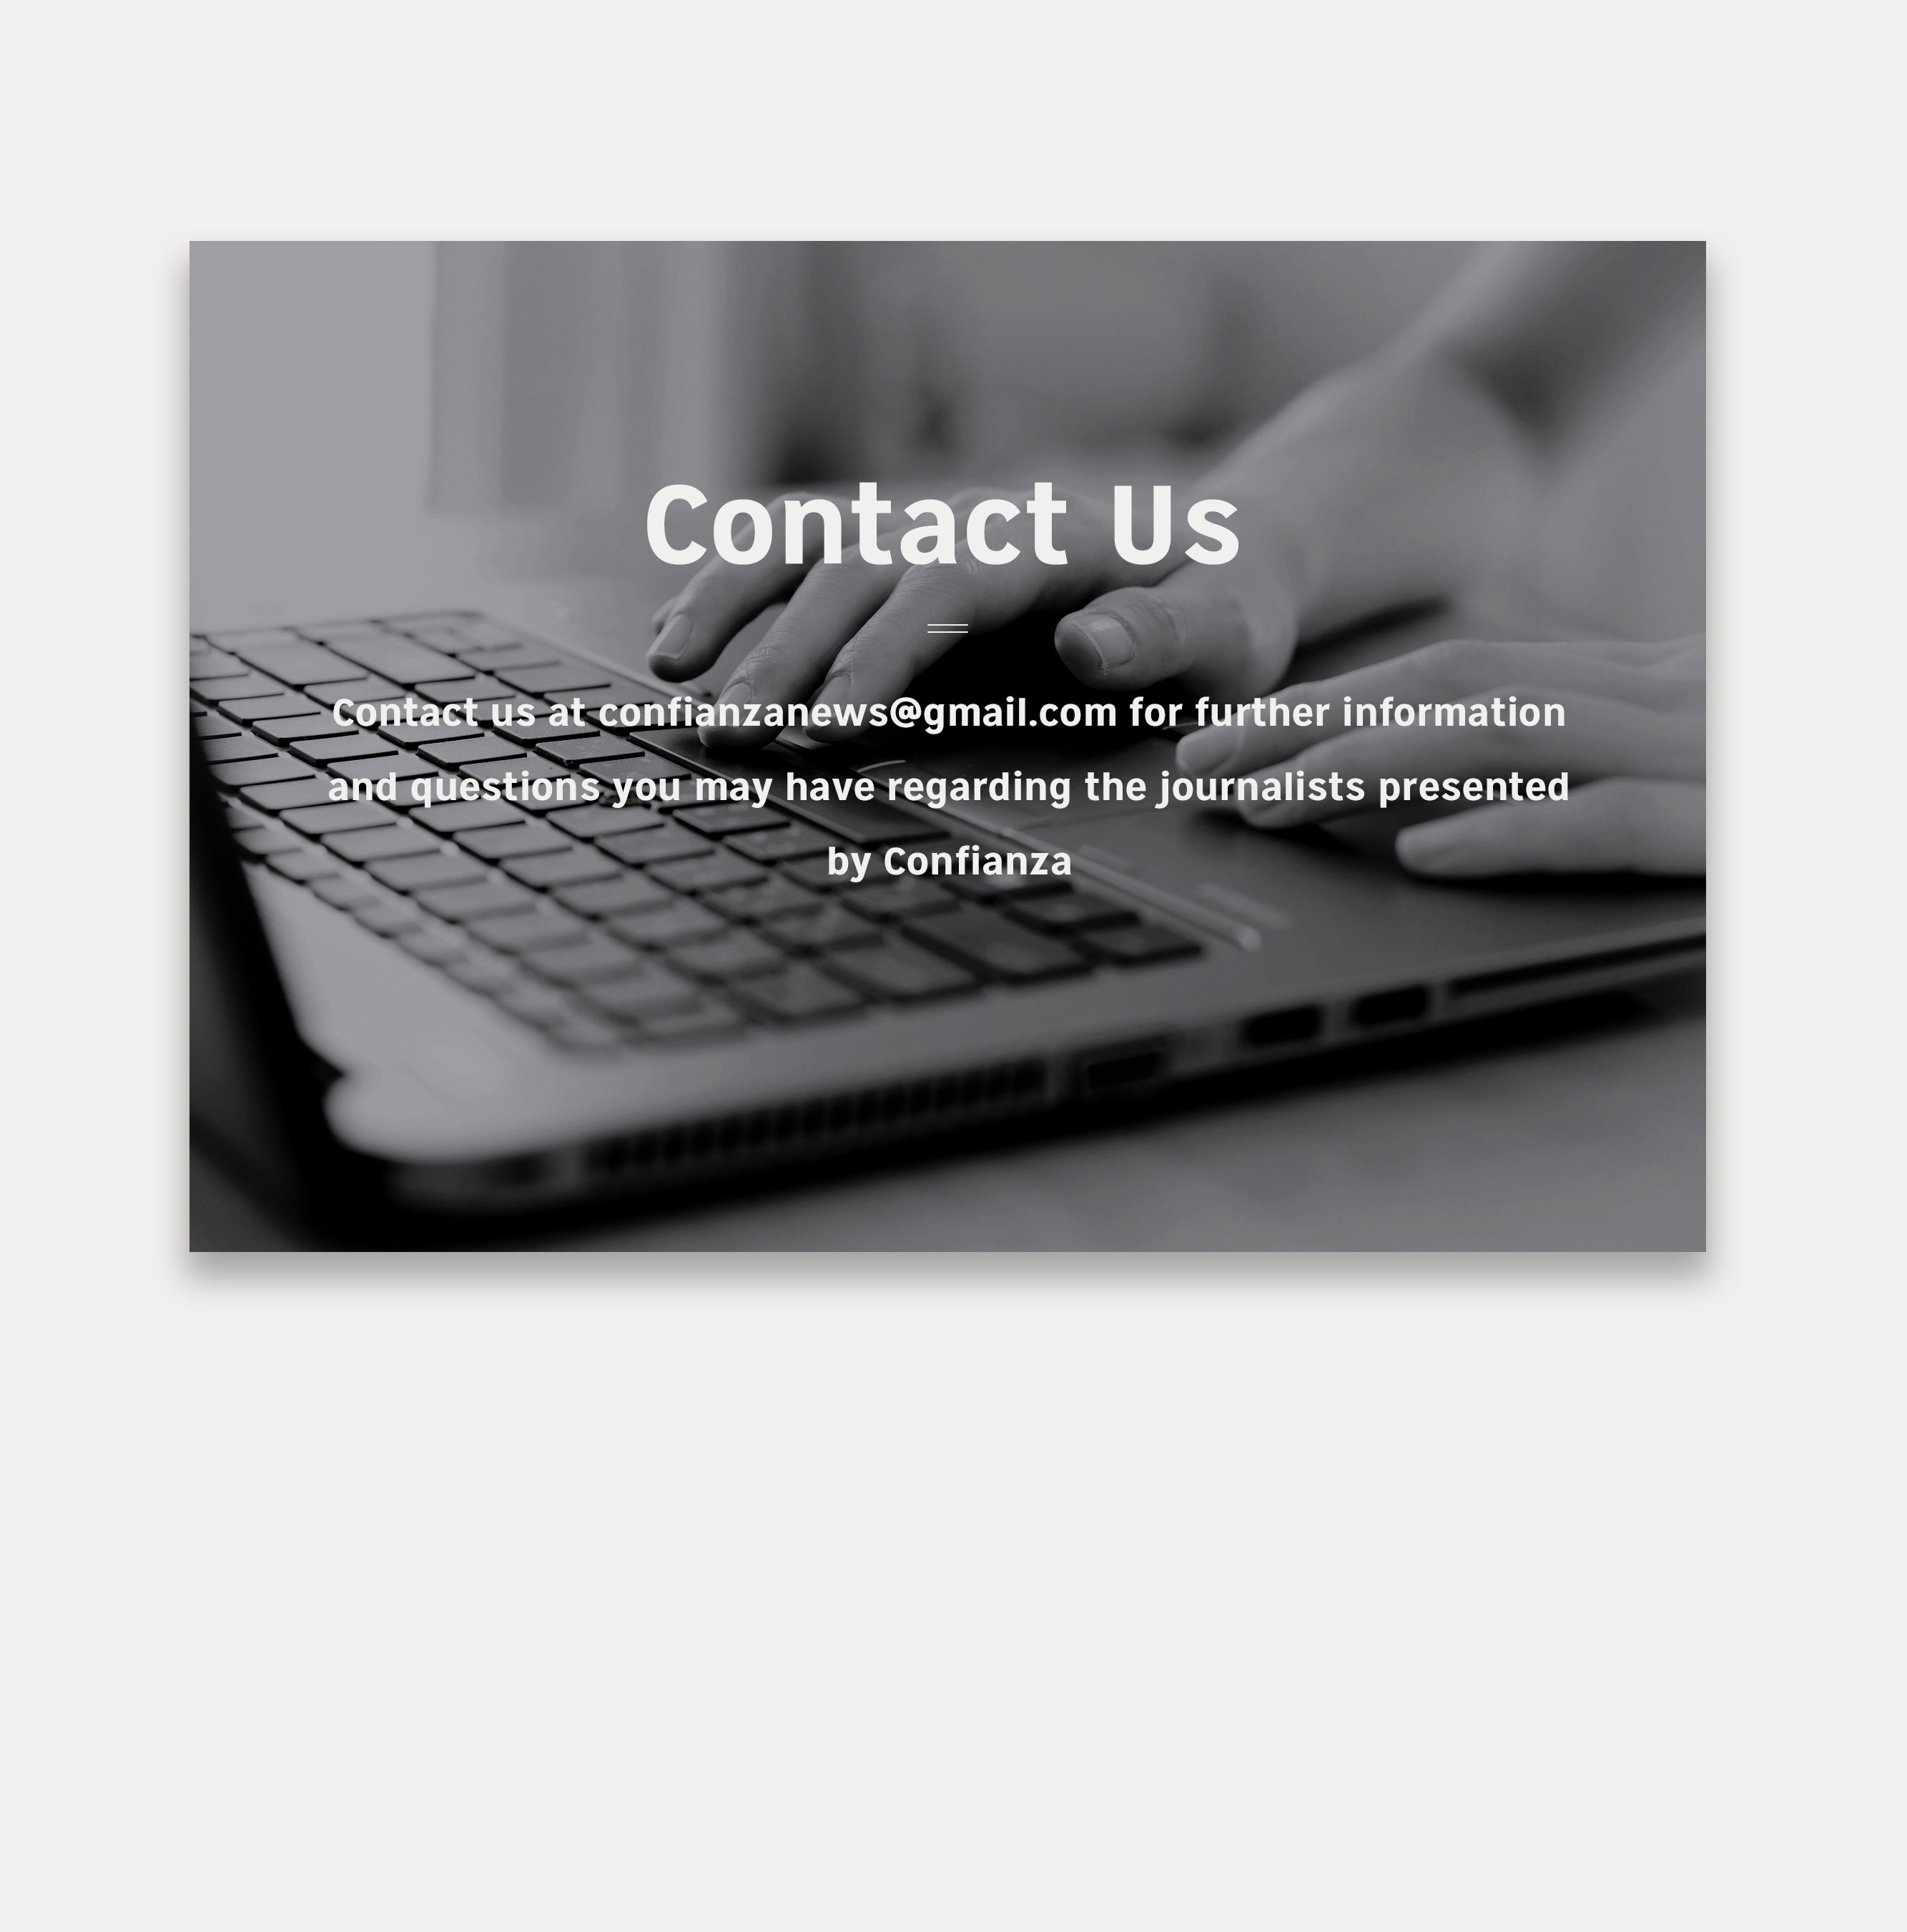 Contact Us
Contact us at confianzanews@gmail.com for further information
and questions you may have regarding the journalists presented
by Confianza